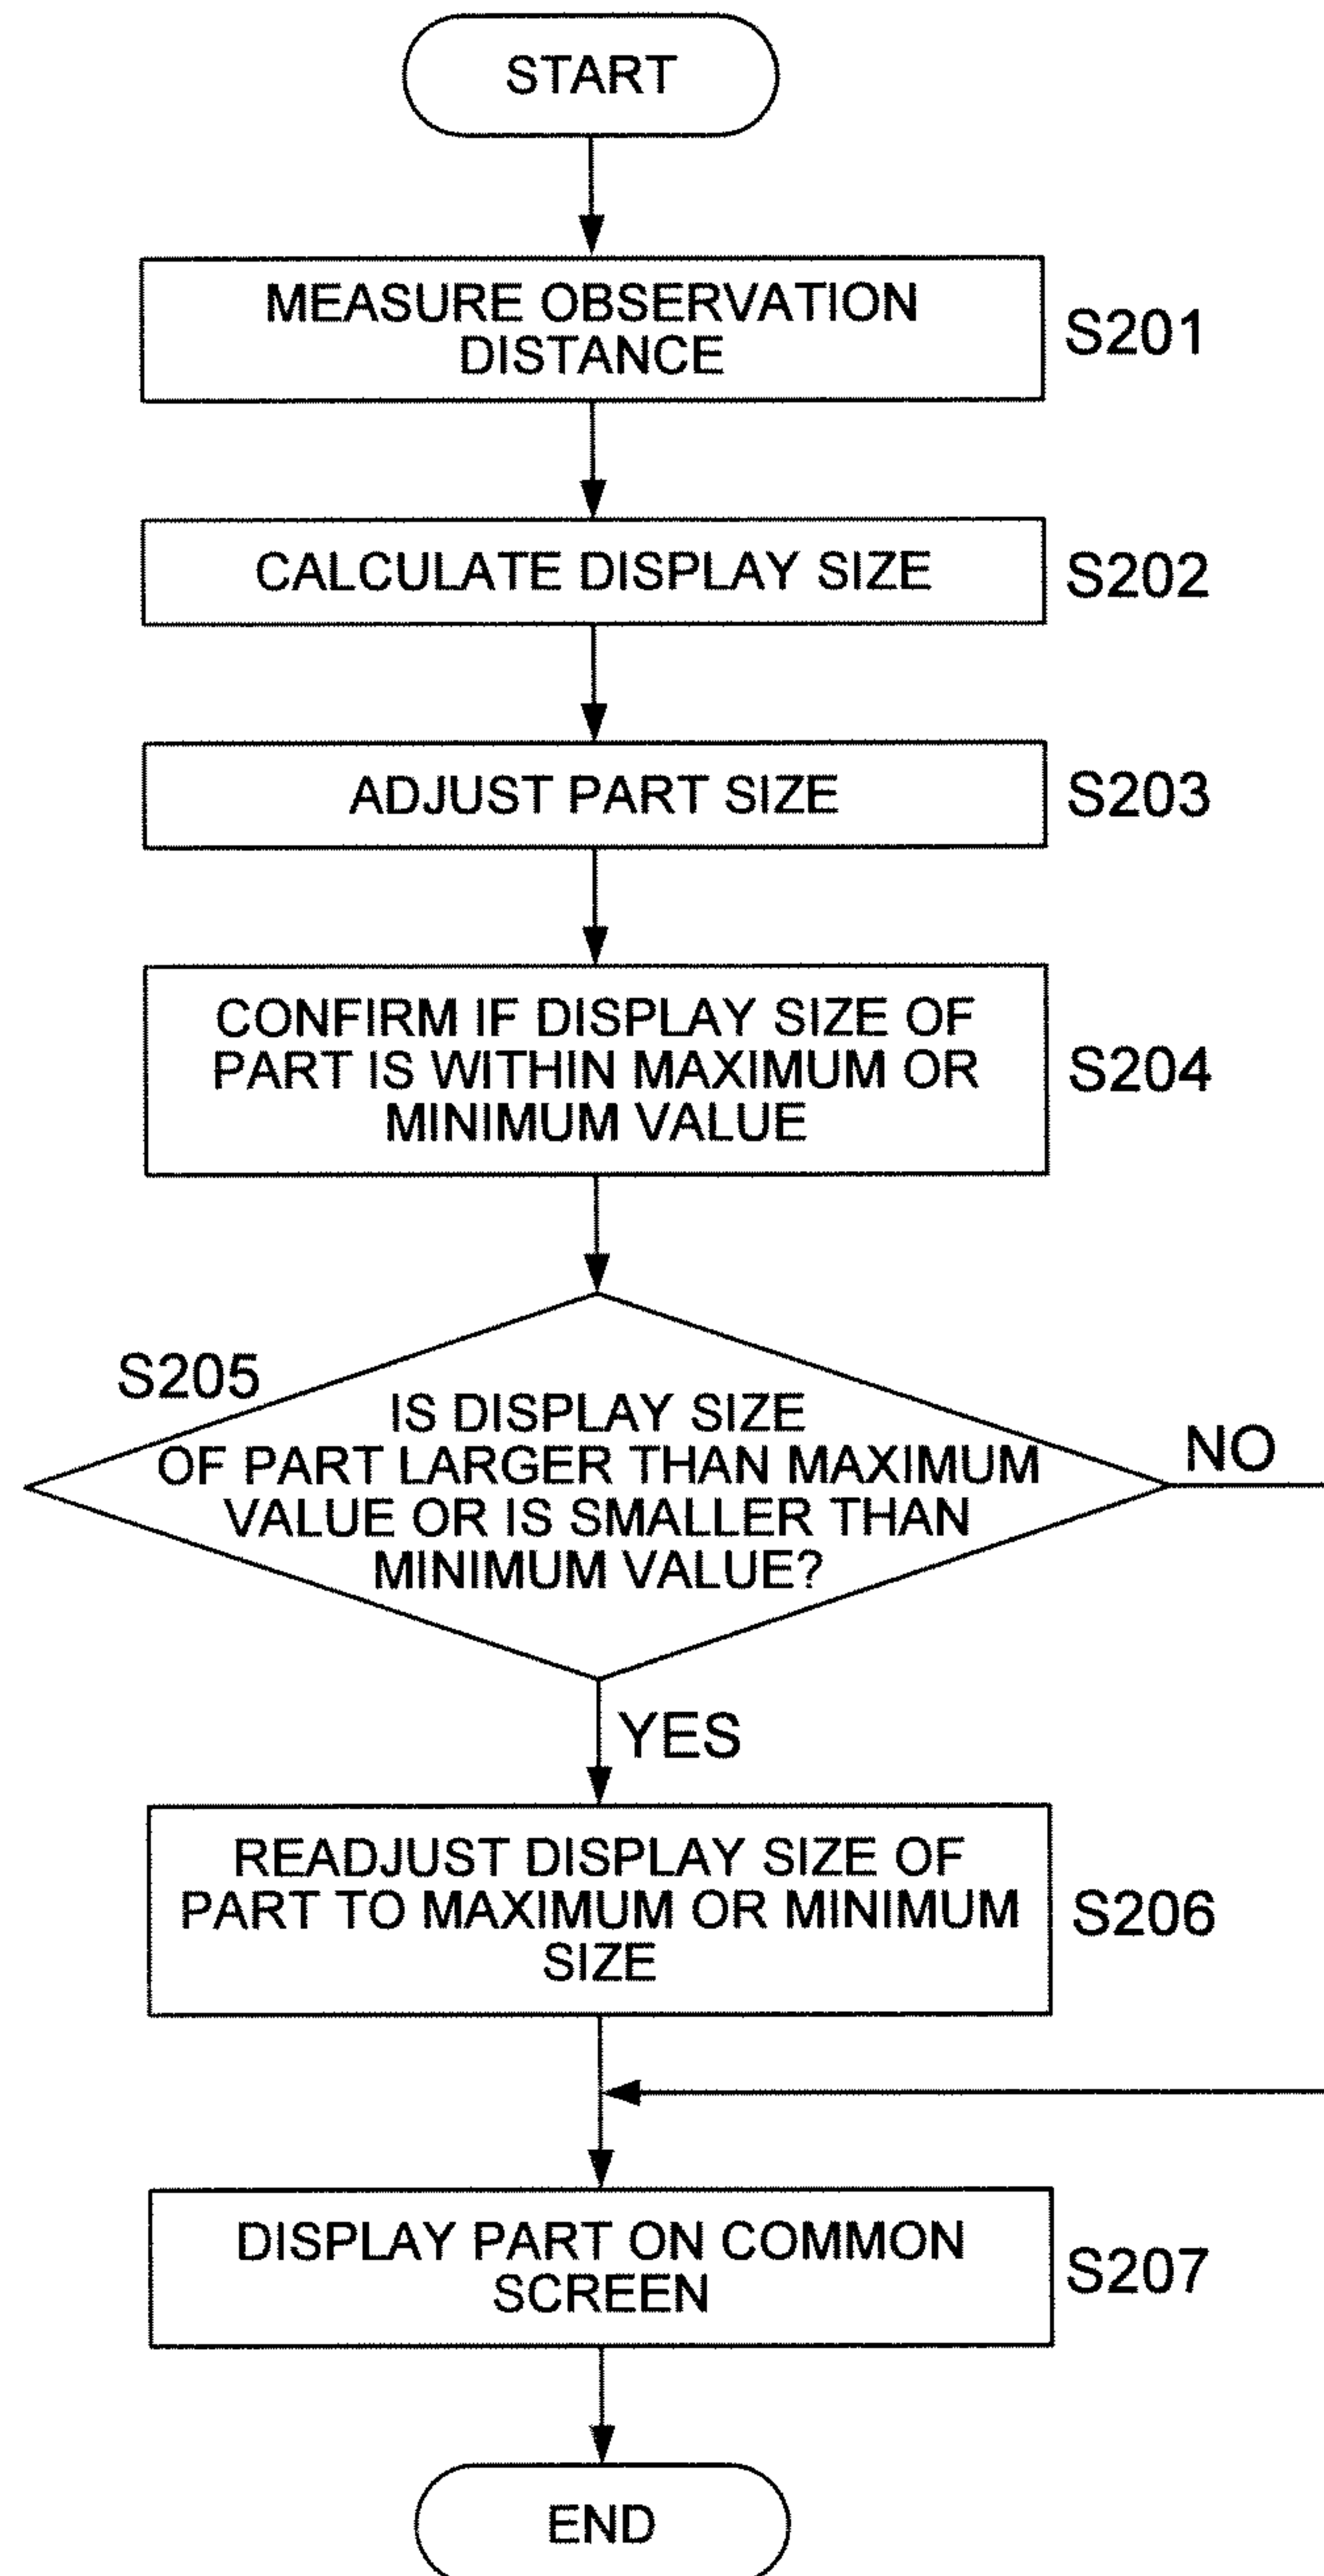 START
MEASURE OBSERVATION
DISTANCE
S201
CALCULATE DISPLAY SIZE
S202
ADJUST PART SIZE
S203
CONFIRM IF DISPLAY SIZE OF
PART IS WITHIN MAXIMUM OR
MINIMUM VALUE
S204
S205
IS DISPLAY SIZE
OF PART LARGER THAN MAXIMUM
VALUE OR IS SMALLER THAN
MINIMUM VALUE?
NO
YES
READJUST DISPLAY SIZE OF
PART TO MAXIMUM OR MINIMUM
SIZE
S206
DISPLAY PART ON COMMON
SCREEN
S207
END